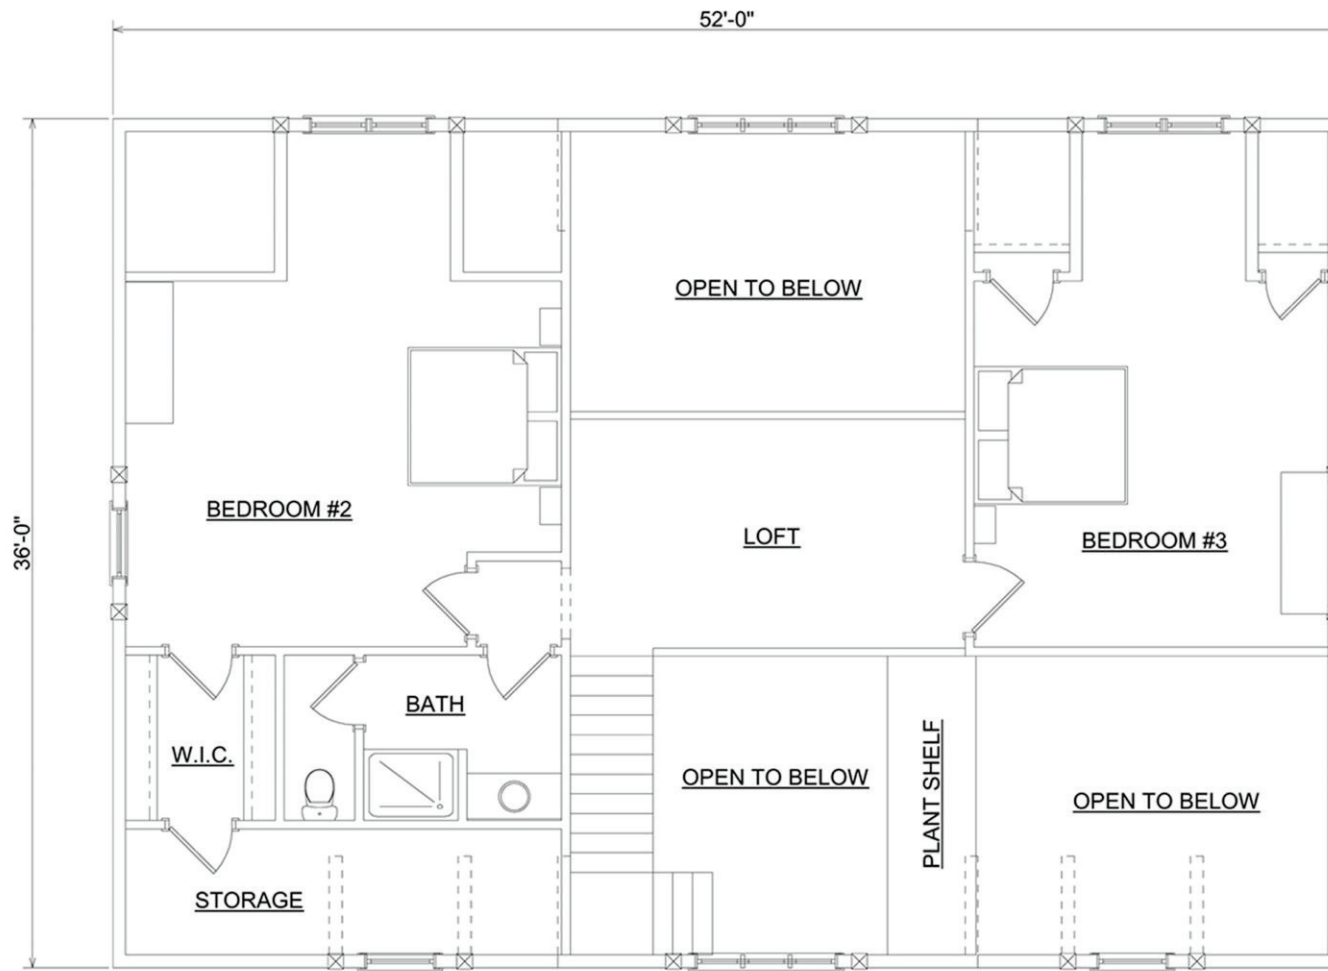 52'-0"
OPEN TO BELOW
36'-0"
BEDROOM #2
LOFT
BEDROOM #3
BATH
W.I.C.
OPEN TO BELOW
PLANT SHELF
OPEN TO BELOW
STORAGE